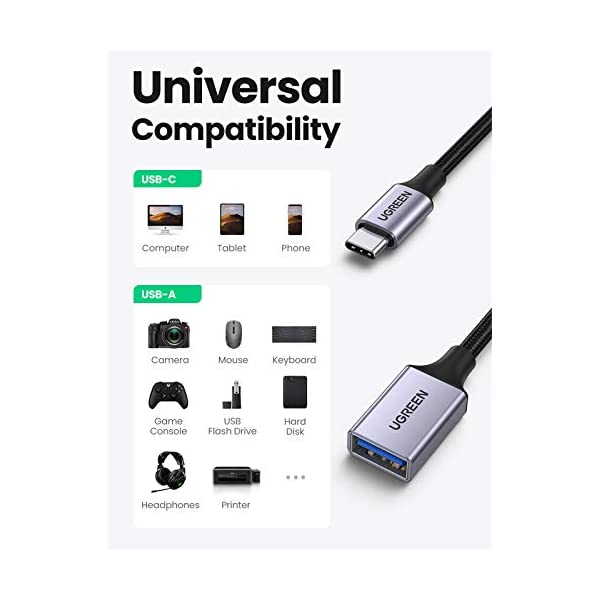 Universal
Compatibility
USB-C
Computer
Tablet
Phone
USB-A
Camera
Mouse
Keyboard
Game
Console
USB
Flash Drive
Hard
Disk
Headphones
Printer
UGREEN
UGREEN